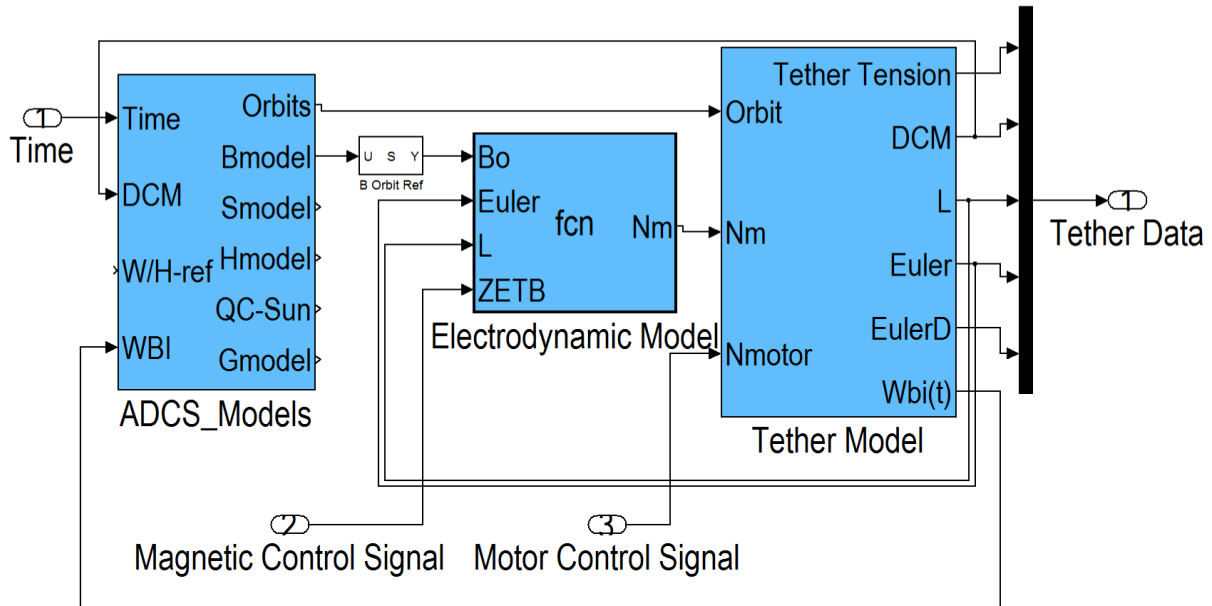 1
Time
Time
DCM
W/H-ref
WBI
Orbits
Bmodel
Smodel
Hmodel
QC-Sun
Gmodel
ADCS_Models
U S Y
B Orbit Ref
Bo
Euler
L
ZETB
fcn
Nm
Electrodynamic Model
Orbit
Nm
Nmotor
Tether Tension
DCM
L
Euler
EulerD
Wbi(t)
Tether Model
1
Tether Data
2
Magnetic Control Signal
3
Motor Control Signal